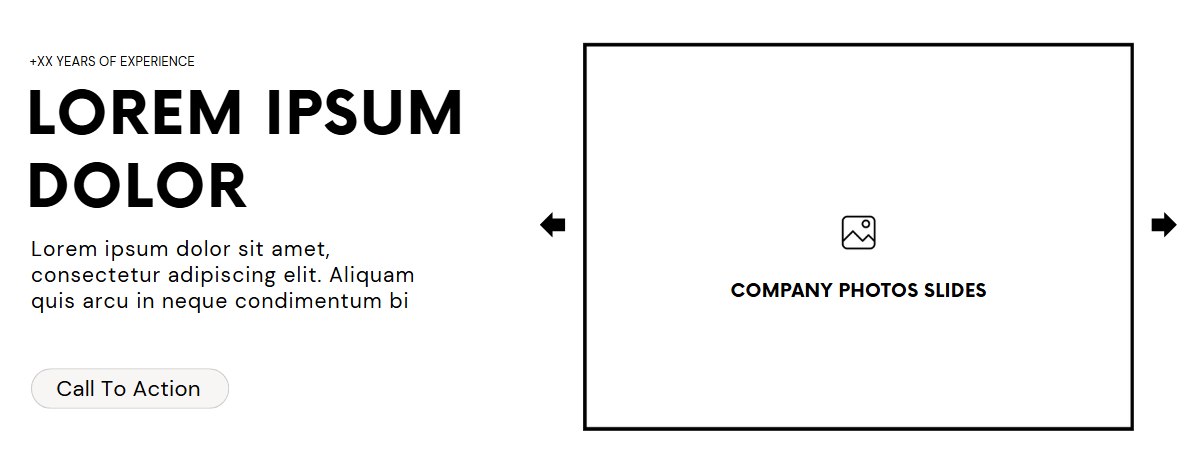 +XX YEARS OF EXPERIENCE
LOREM IPSUM
DOLOR
Lorem ipsum dolor sit amet,
consectetur adipiscing elit. Aliquam
quis arcu in neque condimentum bi
Call To Action
COMPANY PHOTOS SLIDES